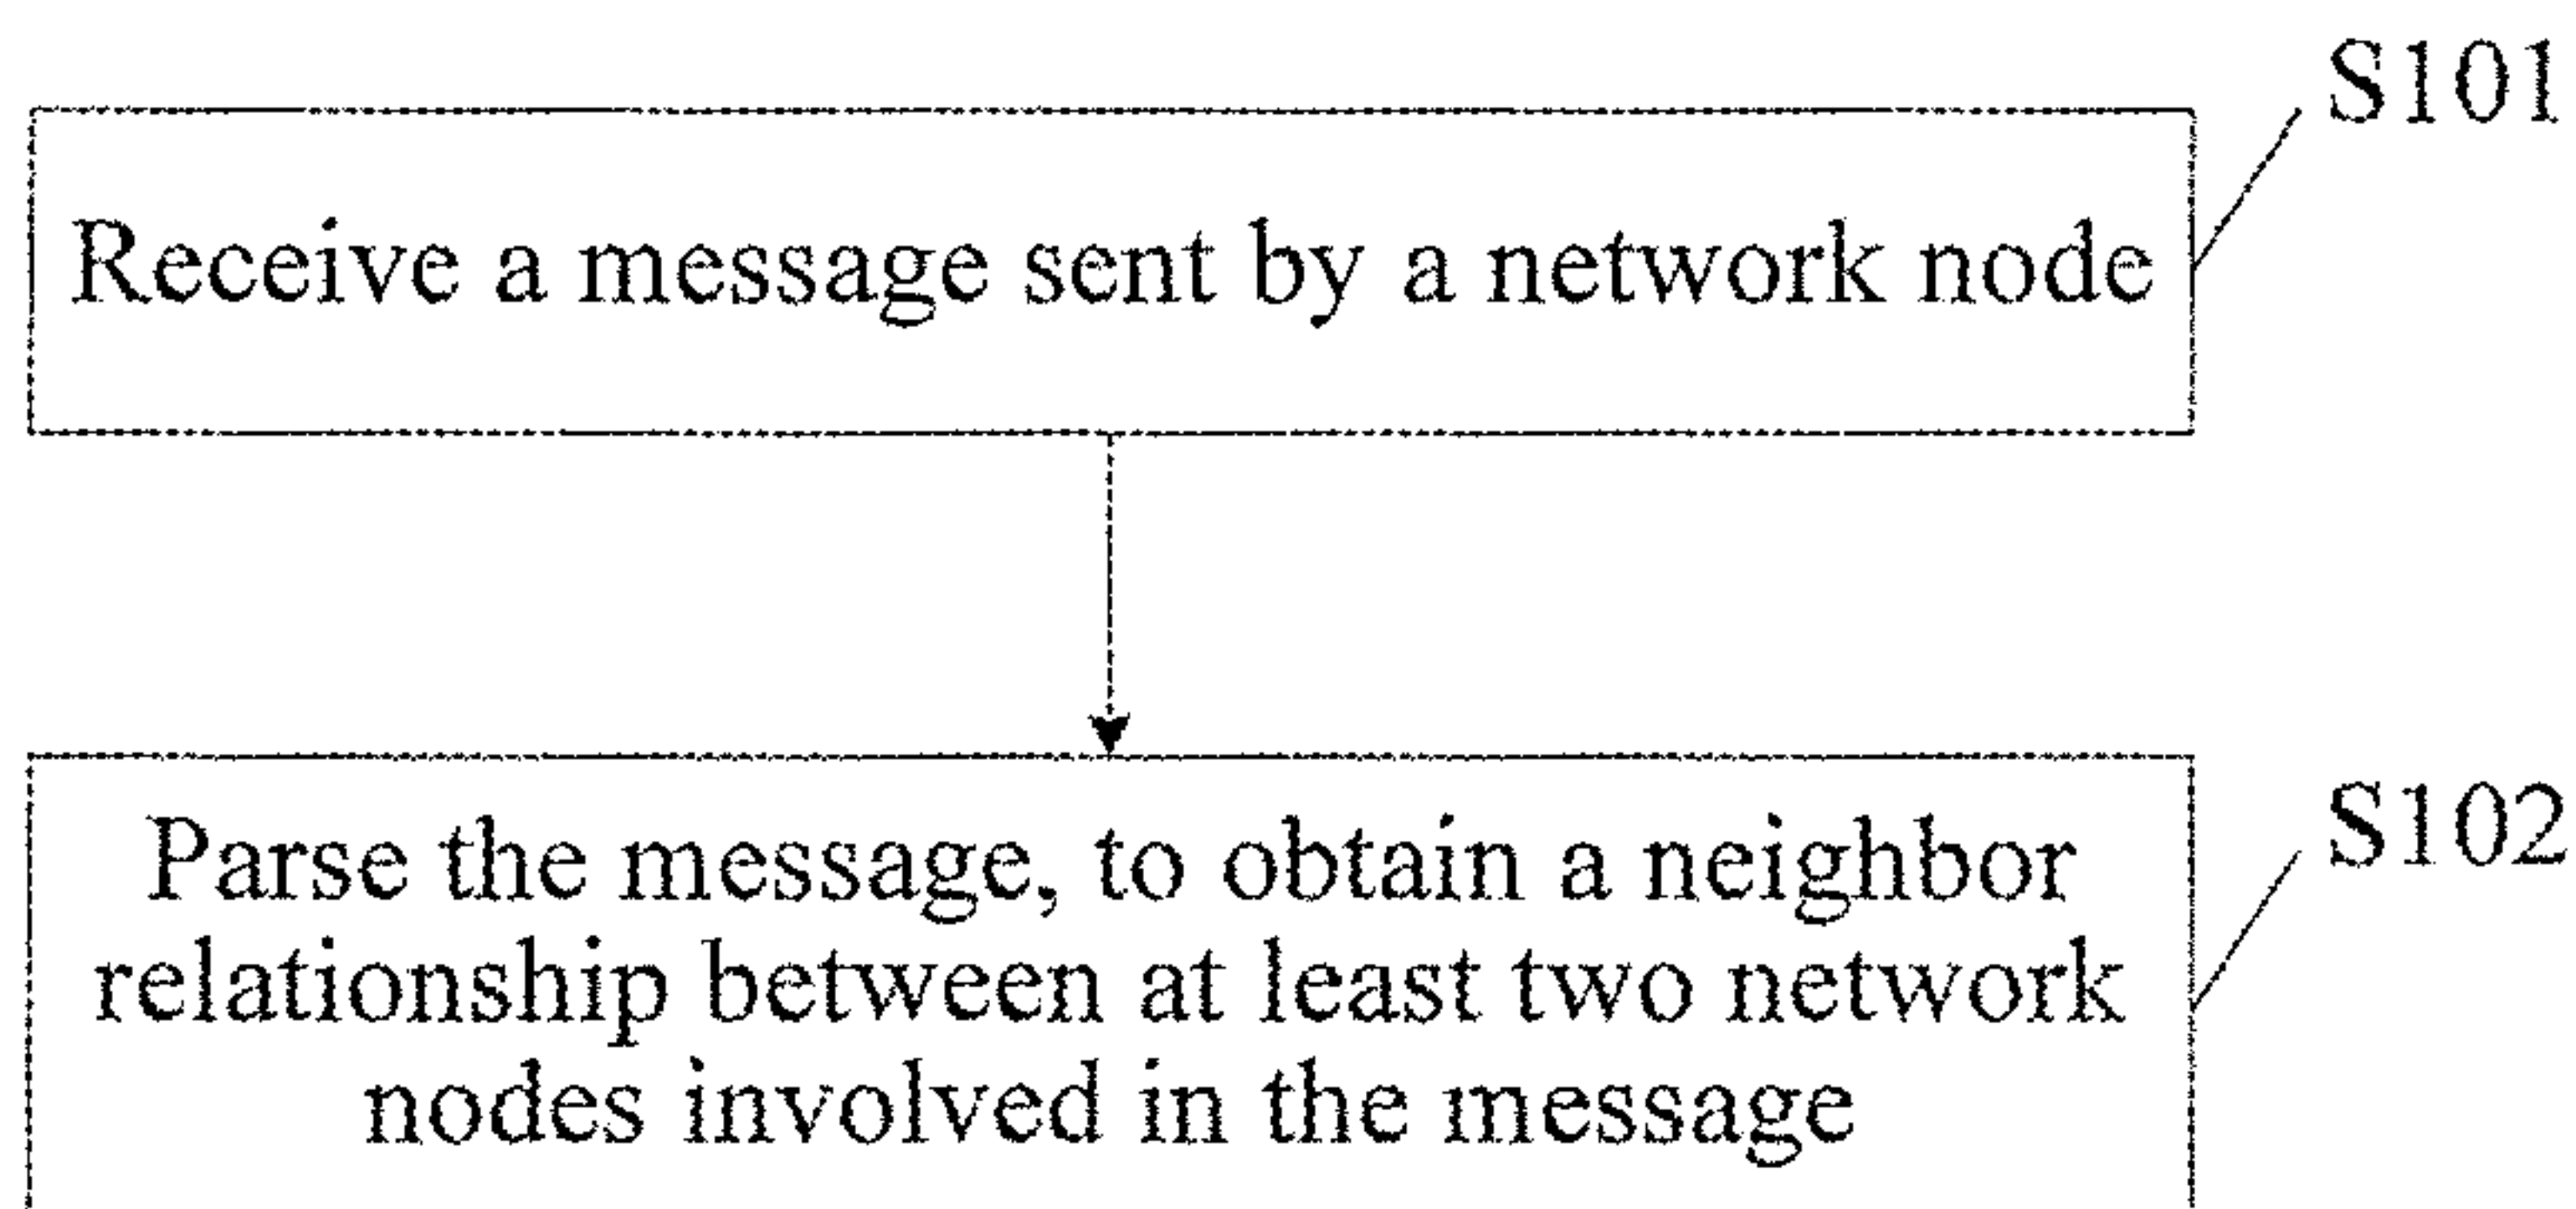 S101
Receive a message sent by a network node
S102
Parse the message, to obtain a neighbor
relationship between at least two network
nodes involved in the message